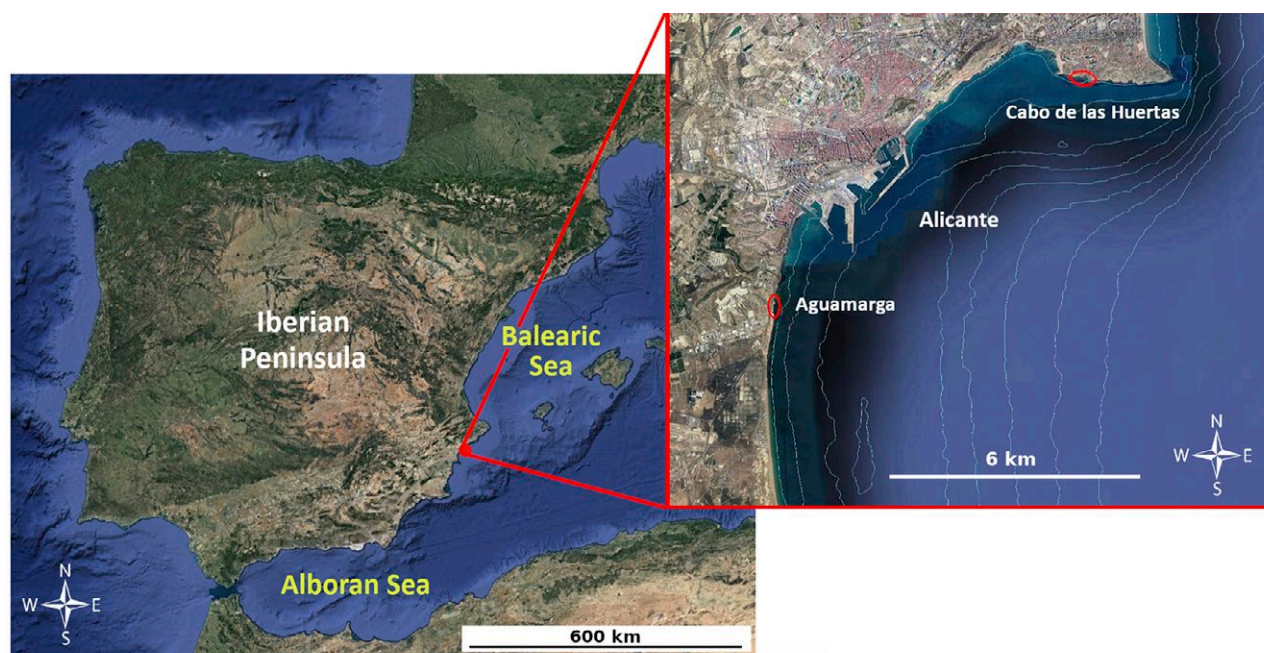 Iberian
Peninsula
Balearic
Sea
Alboran Sea
N
W
E
S
600 km
Cabo de las Huertas
Alicante
Aguamarga
6 km
N
W
E
S